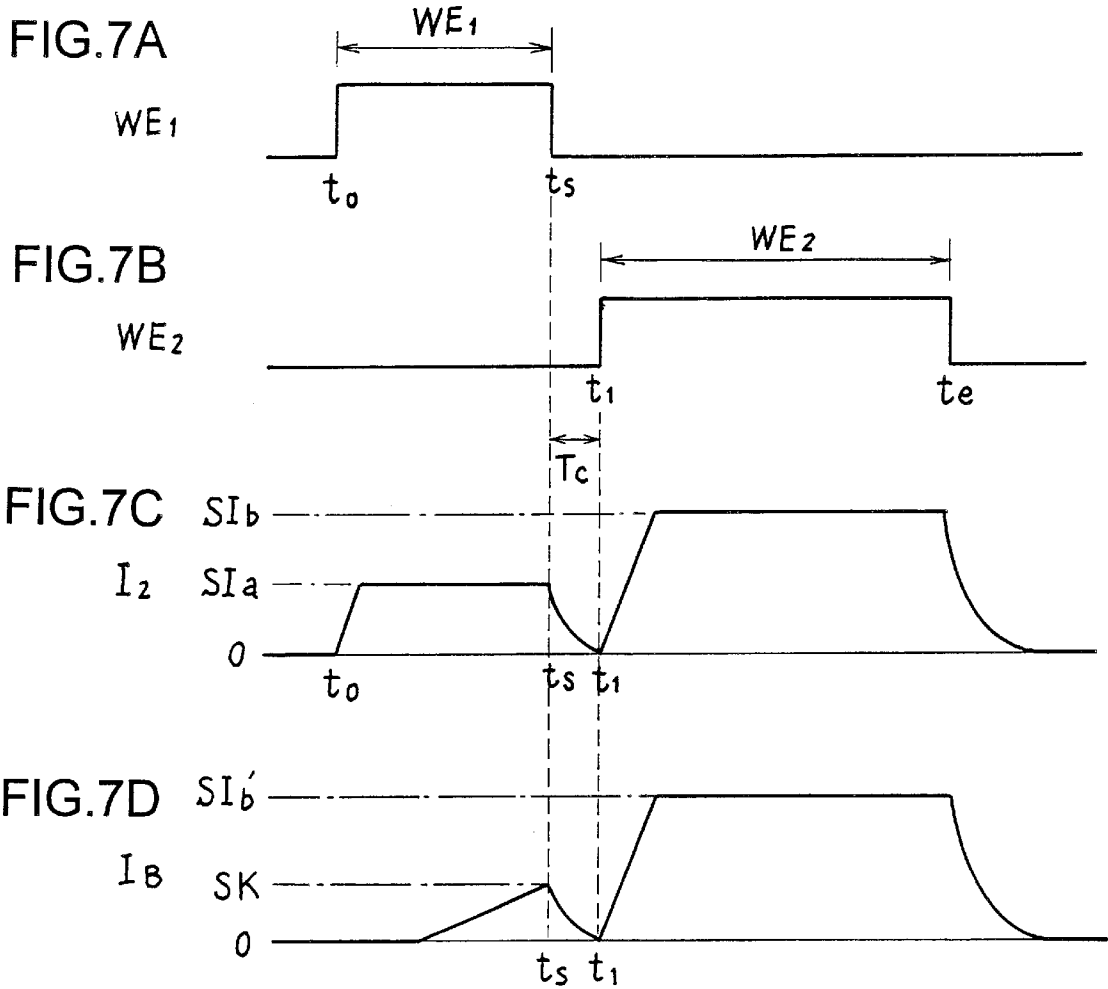 FIG.7A
WE₁
WE₁
t₀ tₛ
FIG.7B
WE₂
WE₂
t₁ te
Tc
FIG.7C
SIb
I₂ SIa
0
t₀ tₛ t₁
FIG.7D
SIb′
IB SK
0
tₛ t₁